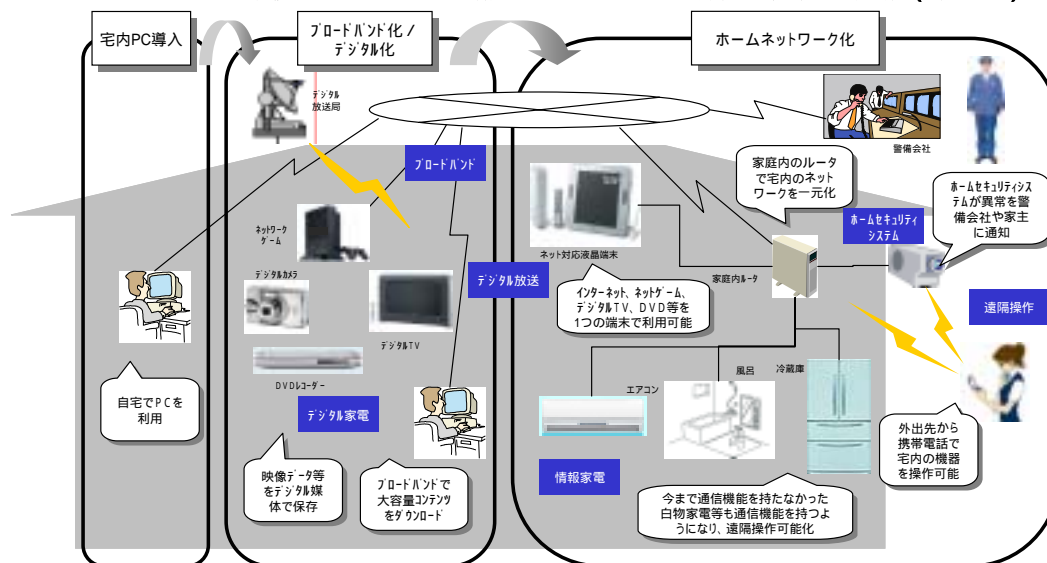 宅内PC導入
ﾌﾞﾛｰﾄﾞﾊﾞﾝﾄﾞ化/
ﾃﾞｼﾞﾀﾙ化
ホームネットワーク化
ﾃﾞｼﾞﾀﾙ
放送局
警備会社
ﾌﾞﾛｰﾄﾞﾊﾞﾝﾄﾞ
家庭内のルータ
で宅内のネット
ワークを一元化
ﾎｰﾑｾｷｭﾘﾃｨｼｽ
ﾃﾑが異常を警
備会社や家主
に通知
ﾎｰﾑｾｷｭﾘﾃｨ
ｼｽﾃﾑ
ﾈｯﾄﾜｰｸ
ｹﾞｰﾑ
ﾃﾞｼﾞﾀﾙｶﾒﾗ
ﾃﾞｼﾞﾀﾙ放送
ネット対応液晶端末
家庭内ﾙｰﾀ
ｲﾝﾀｰﾈｯﾄ、ﾈｯﾄｹﾞｰﾑ、
ﾃﾞｼﾞﾀﾙTV、DVD等を
1つの端末で利用可能
遠隔操作
ﾃﾞｼﾞﾀﾙTV
DVDﾚｺｰﾀﾞｰ
自宅でPCを
利用
ﾃﾞｼﾞﾀﾙ家電
エアコン
風呂
冷蔵庫
外出先から
携帯電話で
宅内の機器
を操作可能
映像データ等
をデジタル媒
体で保存
ﾌﾞﾛｰﾄﾞﾊﾞﾝﾄﾞで
大容量ｺﾝﾃﾝﾂ
をﾀﾞｳﾝﾛｰﾄﾞ
情報家電
今まで通信機能を持たなかった
白物家電等も通信機能を持つよ
うになり、遠隔操作可能化